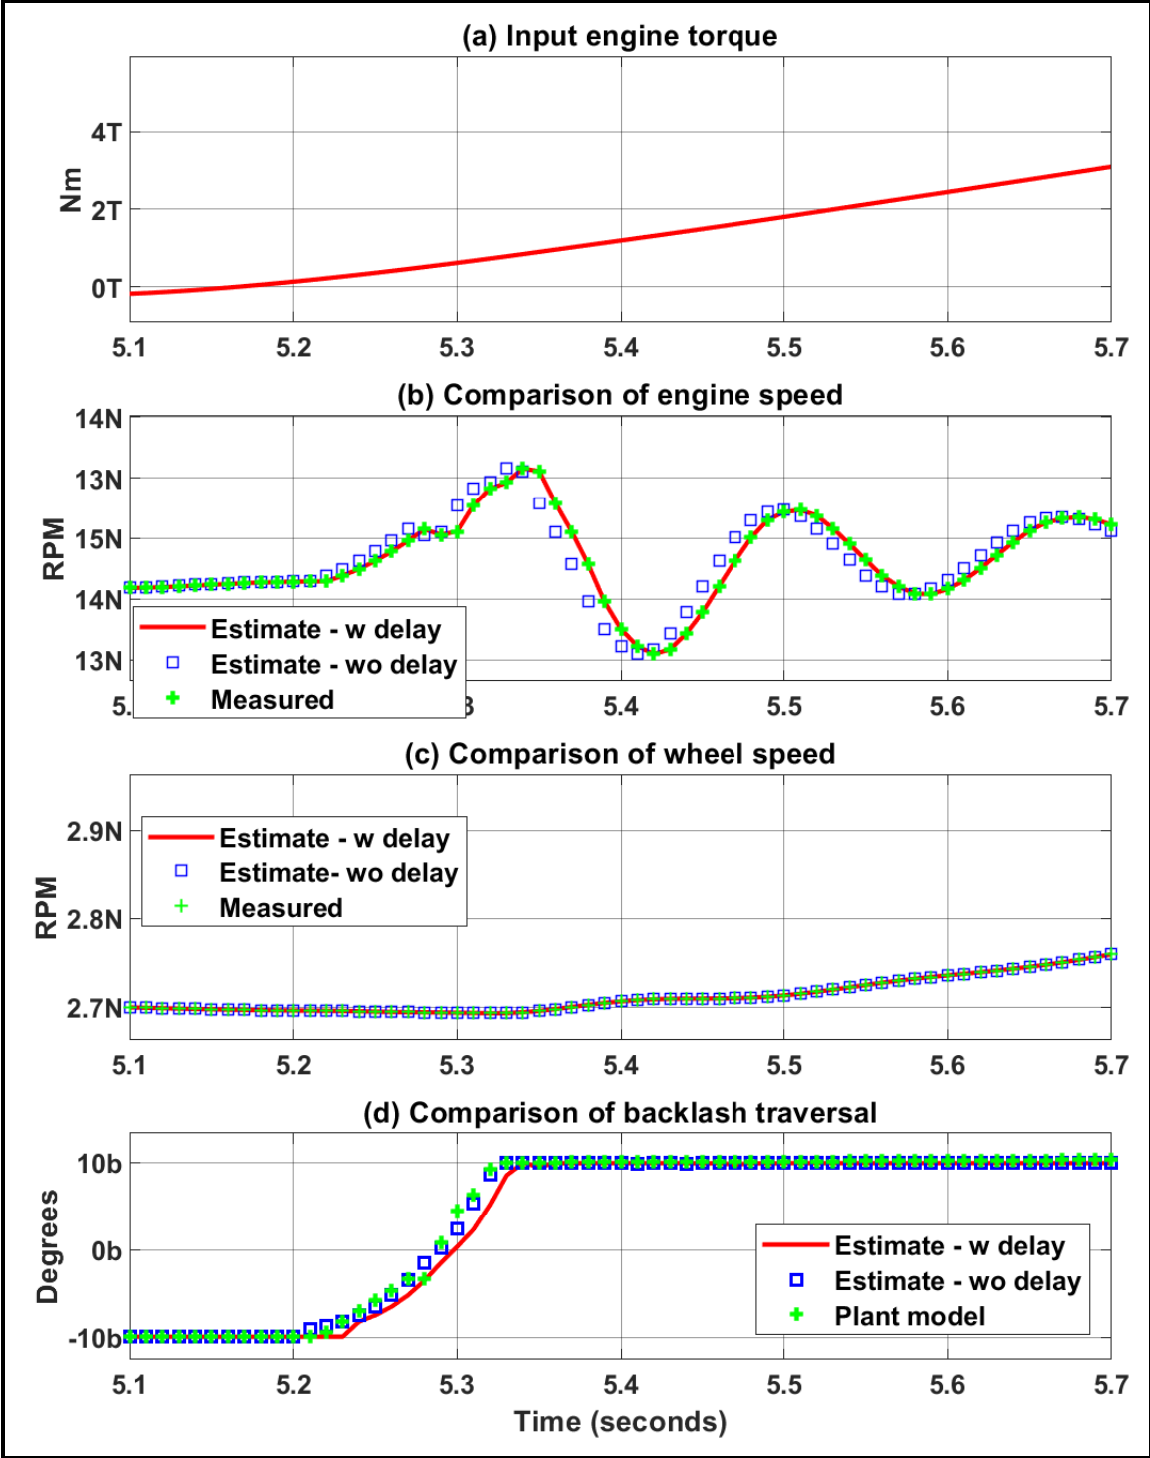 (a) Input engine torque
4T
2T
0T
Nm
5.1 5.2 5.3 5.4 5.5 5.6 5.7
(b) Comparison of engine speed
14N
13N
15N
14N
13N
RPM
Estimate - w delay
Estimate - wo delay
Measured
5. 3 5.4 5.5 5.6 5.7
(c) Comparison of wheel speed
2.9N
2.8N
2.7N
RPM
Estimate - w delay
Estimate- wo delay
Measured
5.1 5.2 5.3 5.4 5.5 5.6 5.7
(d) Comparison of backlash traversal
10b
0b
-10b
Degrees
Estimate - w delay
Estimate - wo delay
Plant model
5.1 5.2 5.3 5.4 5.5 5.6 5.7
Time (seconds)